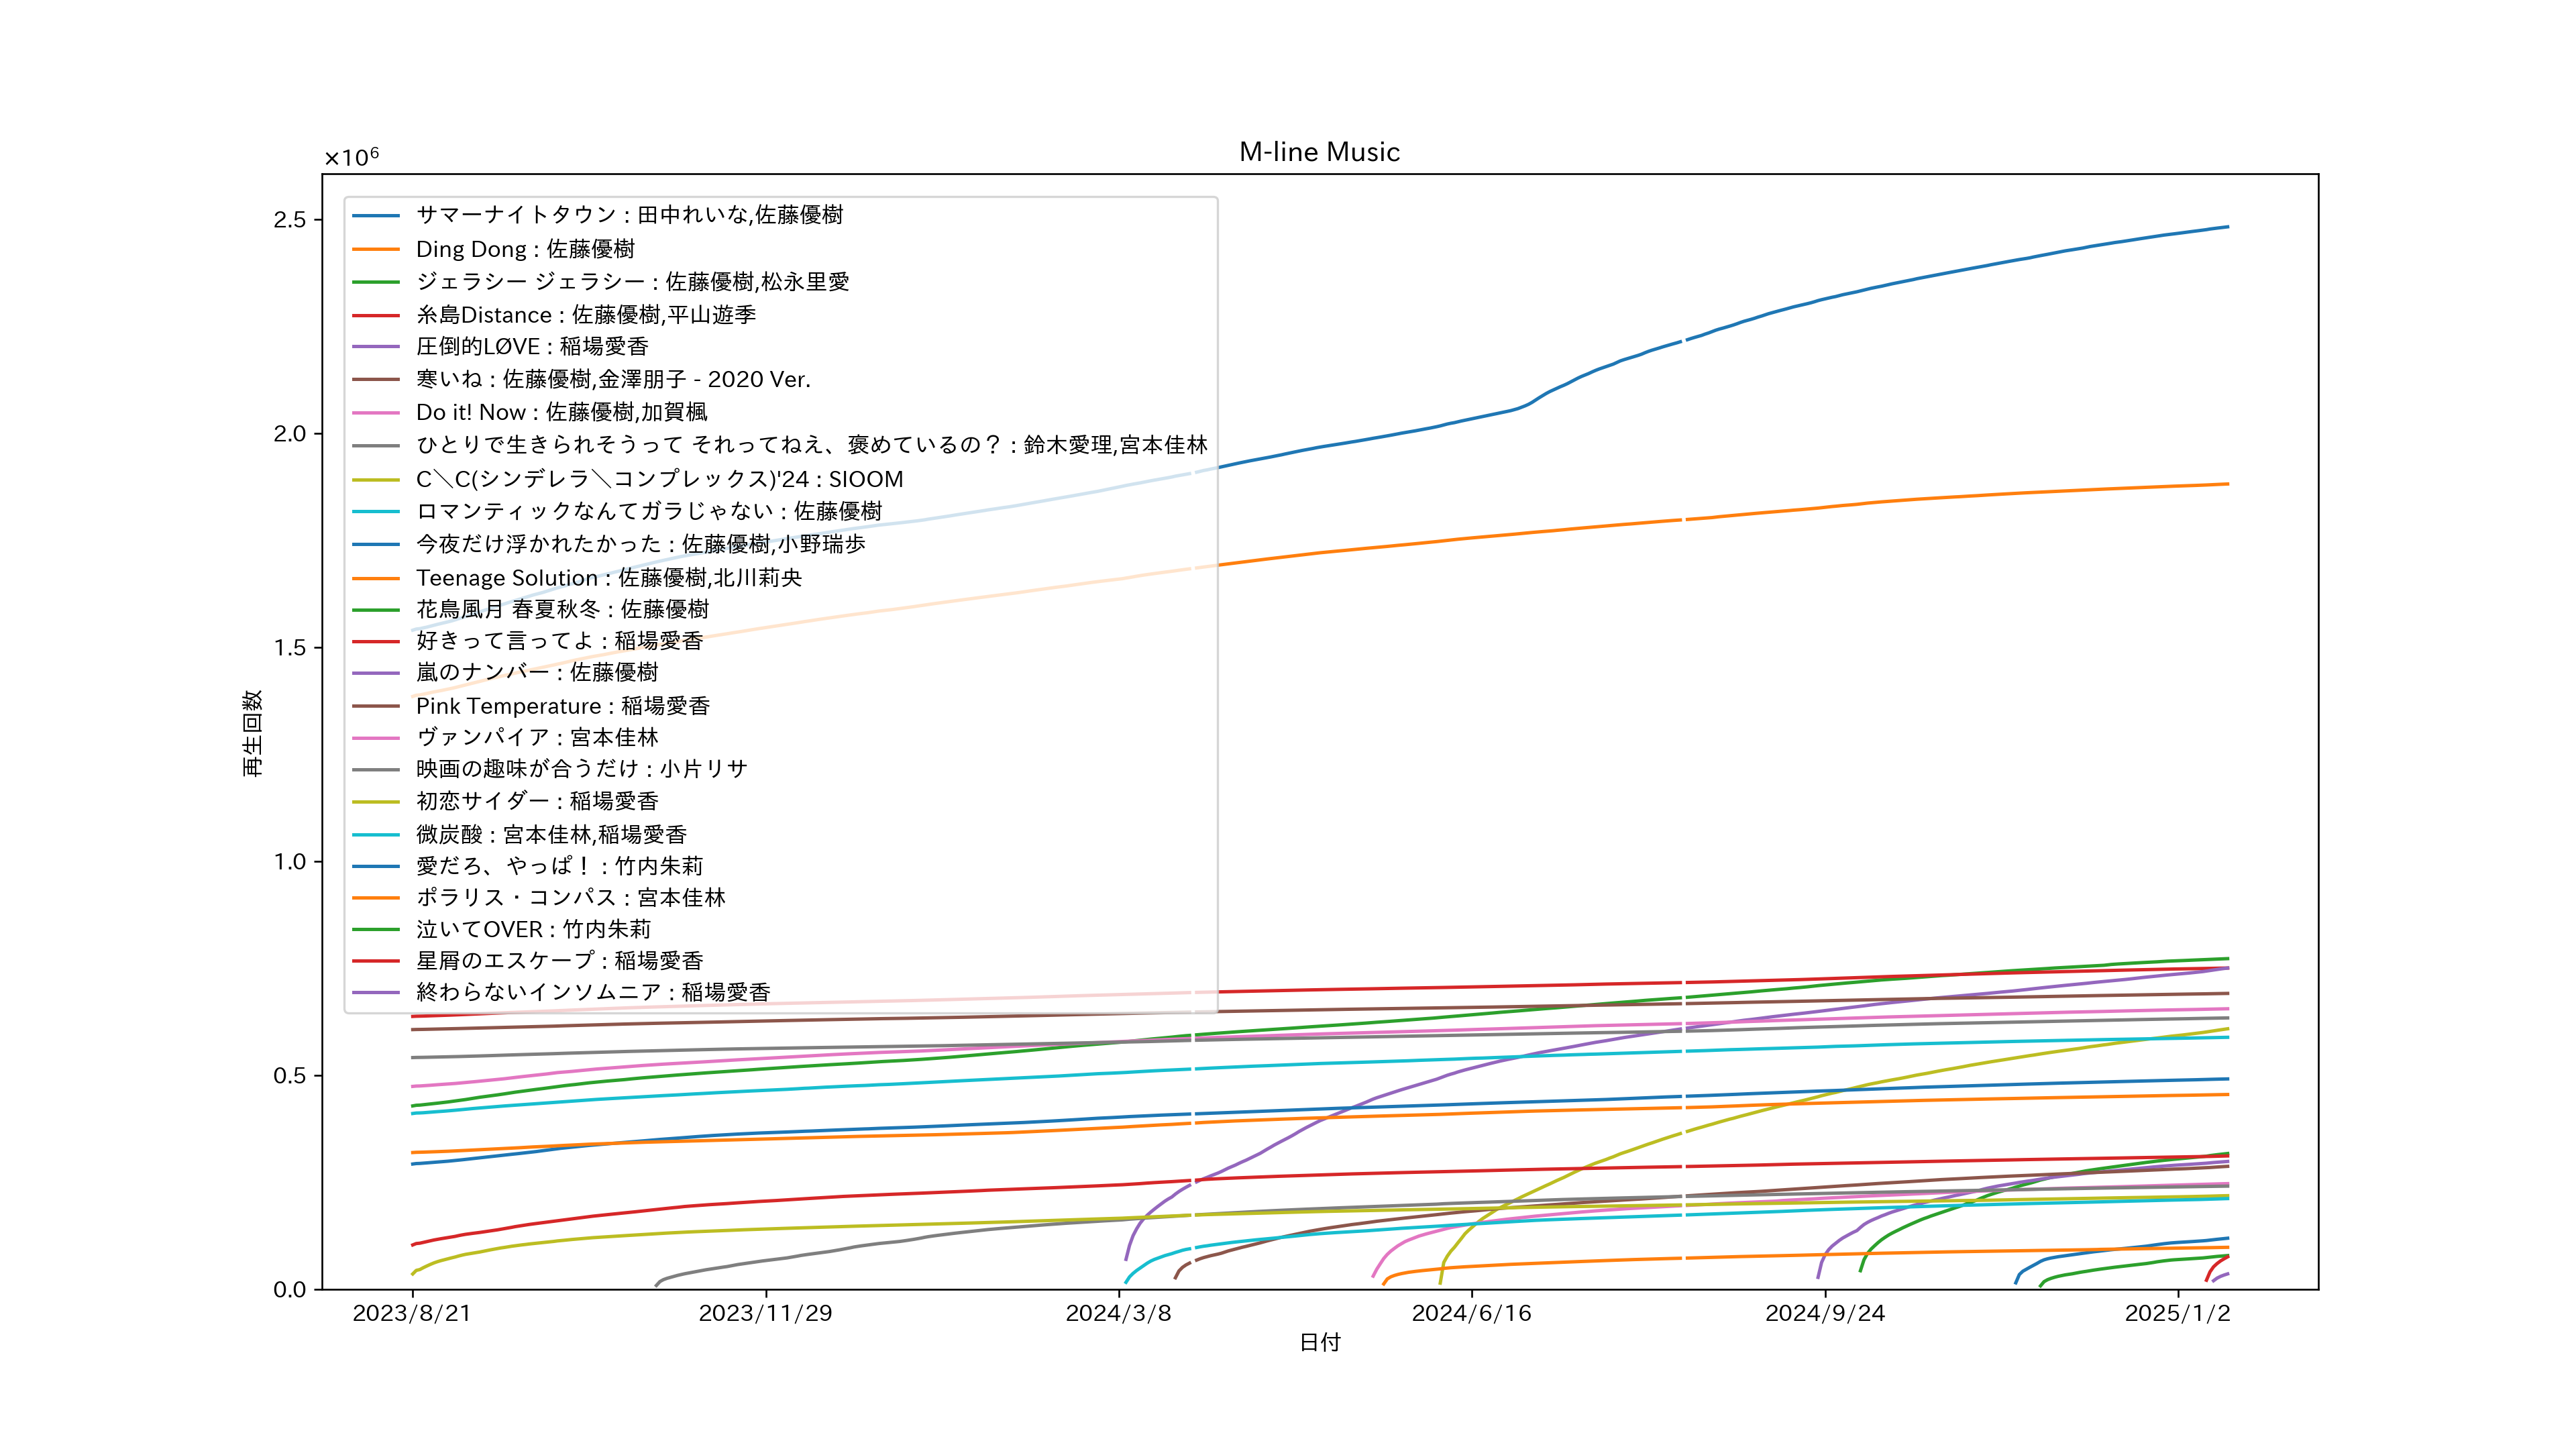 M-line Music
×10⁶
2.5
2.0
1.5
1.0
0.5
0.0
再生回数
サマーナイトタウン : 田中れいな,佐藤優樹
Ding Dong : 佐藤優樹
ジェラシー ジェラシー : 佐藤優樹,松永里愛
糸島Distance : 佐藤優樹,平山遊季
圧倒的LØVE : 稲場愛香
寒いね : 佐藤優樹,金澤朋子 - 2020 Ver.
Do it! Now : 佐藤優樹,加賀楓
ひとりで生きられそうって それってねえ、褒めているの？ : 鈴木愛理,宮本佳林
C＼C(シンデレラ＼コンプレックス)'24 : SIOOM
ロマンティックなんてガラじゃない : 佐藤優樹
今夜だけ浮かれたかった : 佐藤優樹,小野瑞歩
Teenage Solution : 佐藤優樹,北川莉央
花鳥風月 春夏秋冬 : 佐藤優樹
好きって言ってよ : 稲場愛香
嵐のナンバー : 佐藤優樹
Pink Temperature : 稲場愛香
ヴァンパイア : 宮本佳林
映画の趣味が合うだけ : 小片リサ
初恋サイダー : 稲場愛香
微炭酸 : 宮本佳林,稲場愛香
愛だろ、やっぱ！ : 竹内朱莉
ポラリス・コンパス : 宮本佳林
泣いてOVER : 竹内朱莉
星屑のエスケープ : 稲場愛香
終わらないインソムニア : 稲場愛香
2023/8/21 2023/11/29 2024/3/8 2024/6/16 2024/9/24 2025/1/2
日付